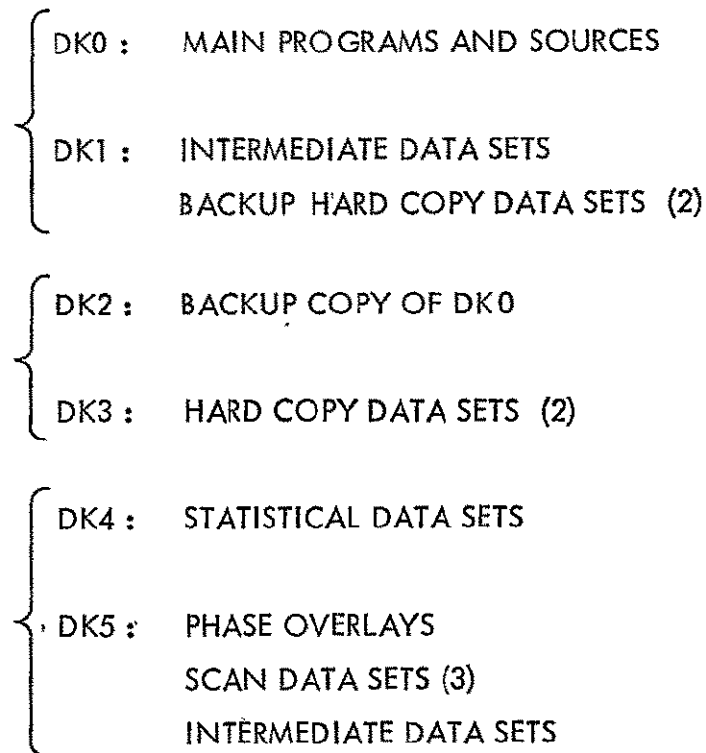 DK0 : MAIN PROGRAMS AND SOURCES
DK1 : INTERMEDIATE DATA SETS
BACKUP HARD COPY DATA SETS (2)
DK2 : BACKUP COPY OF DK0
DK3 : HARD COPY DATA SETS (2)
DK4 : STATISTICAL DATA SETS
DK5 : PHASE OVERLAYS
SCAN DATA SETS (3)
INTERMEDIATE DATA SETS